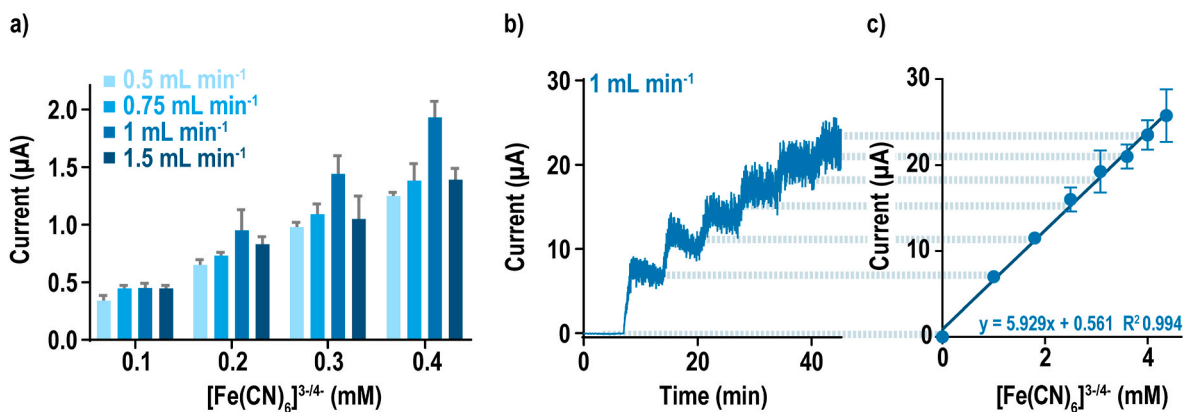 a)
0.5 mL min⁻¹
0.75 mL min⁻¹
1 mL min⁻¹
1.5 mL min⁻¹
Current (µA)
2.0
1.5
1.0
0.5
0.0
0.1 0.2 0.3 0.4
[Fe(CN)₆]³⁻/⁴⁻ (mM)
b)
1 mL min⁻¹
Current (µA)
30
20
10
0
0 20 40
Time (min)
c)
Current (µA)
30
20
10
0
y = 5.929x + 0.561 R² 0.994
0 2 4
[Fe(CN)₆]³⁻/⁴⁻ (mM)